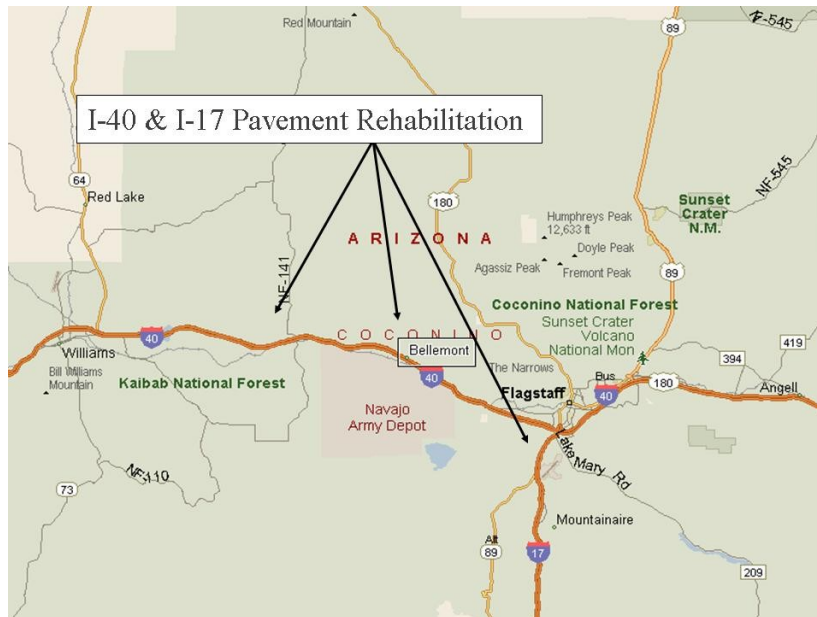 NF-545
89
Red Mountain
I-40 & I-17 Pavement Rehabilitation
64
Red Lake
180
NF-545
Sunset
Crater
N.M.
Humphreys Peak
12,633 ft
ARIZONA
Doyle Peak
Agassiz Peak
Fremont Peak
NF-141
89
Coconino National Forest
Sunset Crater
Volcano
National Mon
40
COCONINO
Bellemont
Williams
Bill Williams
Mountain
Kaibab National Forest
40
The Narrows
394
419
Flagstaff
Bus
40
180
Angell
Navajo
Army Depot
Lake Mary Rd
NF-110
73
Mountainaire
Alt
89
17
209